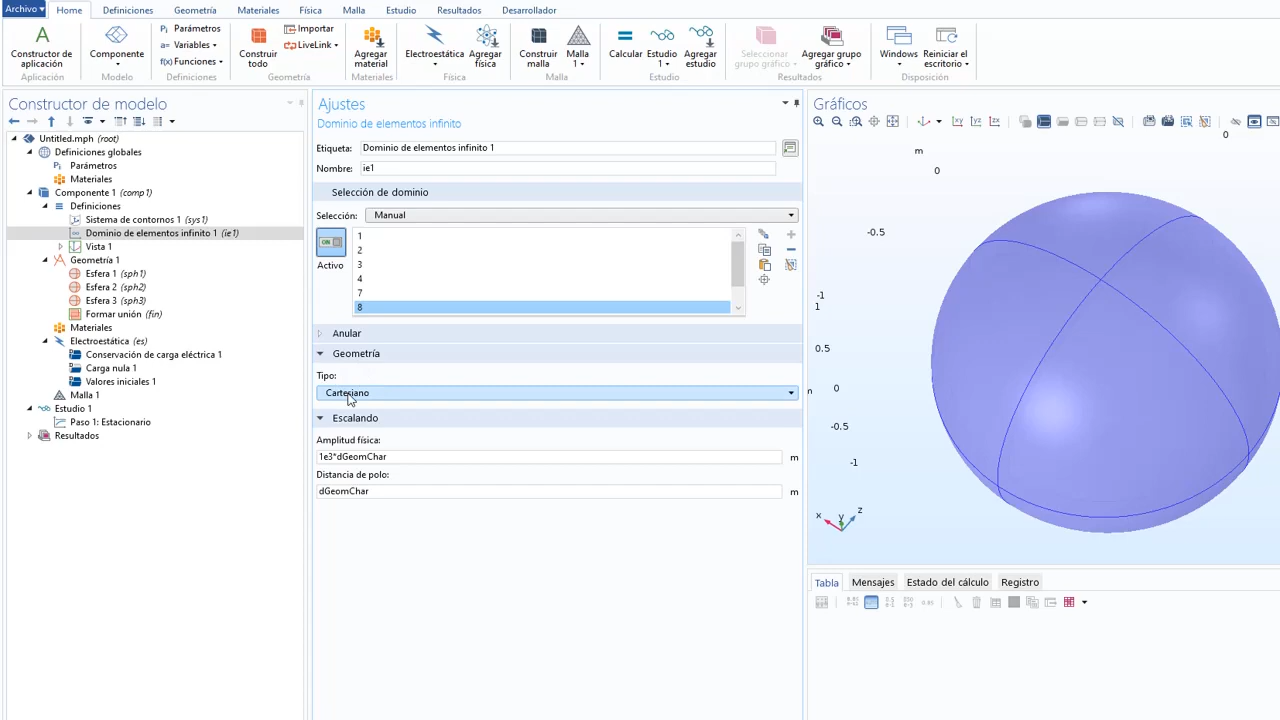 Archivo
Home
Definiciones
Geometría
Materiales
Física
Malla
Estudio
Resultados
Desarrollador
Constructor de aplicación
Aplicación
Componente
Modelo
Pi Parámetros
a= Variables
f(x) Funciones
Definiciones
Construir todo
Importar
LiveLink
Geometría
Agregar material
Materiales
Electroestática
Agregar física
Física
Construir malla
Malla 1
Malla
Calcular
Estudio 1
Agregar estudio
Estudio
Seleccionar grupo gráfico
Agregar grupo gráfico
Resultados
Windows
Reiniciar el escritorio
Disposición
Constructor de modelo
Untitled.mph (root)
Definiciones globales
Pi Parámetros
Materiales
Componente 1 (comp1)
Definiciones
Sistema de contornos 1 (sys1)
Dominio de elementos infinito 1 (ie1)
Vista 1
Geometría 1
Esfera 1 (sph1)
Esfera 2 (sph2)
Esfera 3 (sph3)
Formar unión (fin)
Materiales
Electroestática (es)
Conservación de carga eléctrica 1
Carga nula 1
Valores iniciales 1
Malla 1
Estudio 1
Paso 1: Estacionario
Resultados
Ajustes
Dominio de elementos infinito
Etiqueta: Dominio de elementos infinito 1
Nombre: ie1
Selección de dominio
Selección: Manual
ON
Activo
1
2
3
4
7
8
Anular
Geometría
Tipo:
Cartesiano
Escalando
Amplitud física:
1e3*dGeomChar m
Distancia de polo:
dGeomChar m
Gráficos
xy
yz
zx
0
m
0
-0.5
-1
1
0.5
0
-0.5
-1
x
y
z
Tabla
Mensajes
Estado del cálculo
Registro